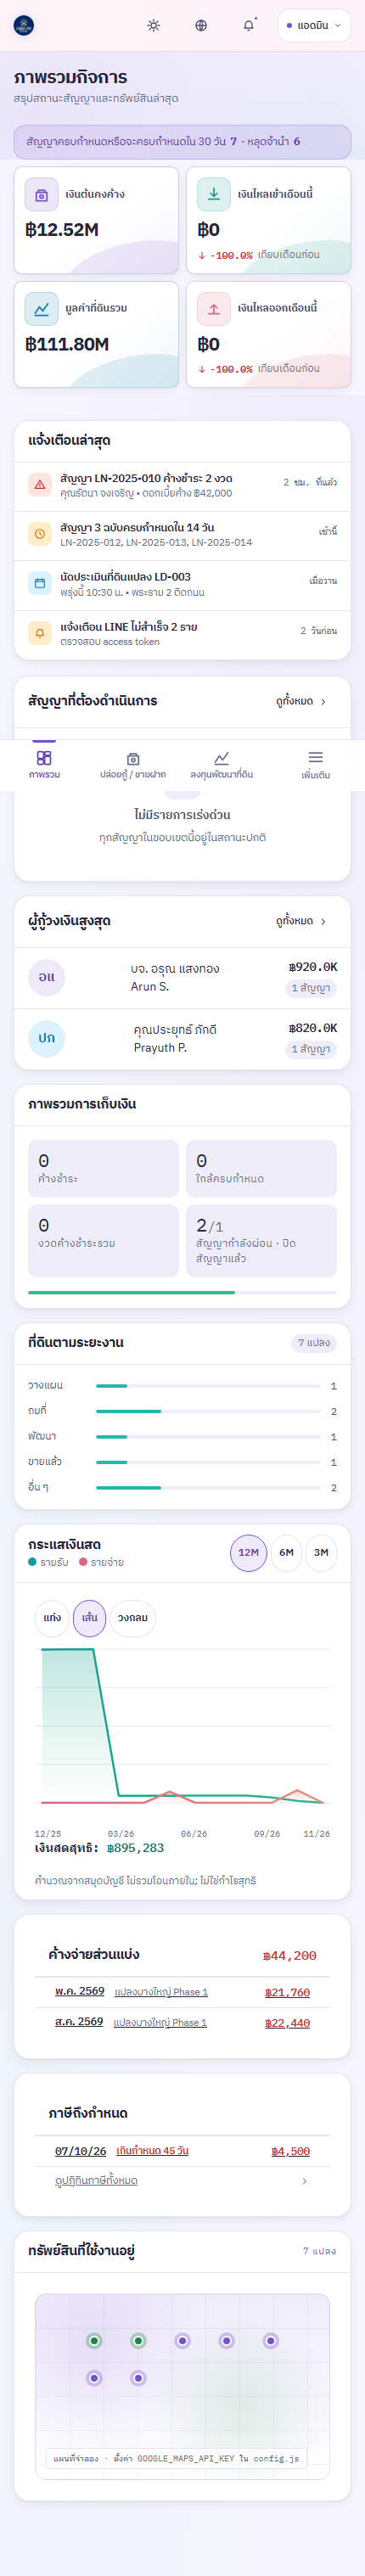 แอดมิน
ภาพรวมกิจการ
สรุปสถานะสัญญาและทรัพย์สินล่าสุด
สัญญาครบกำหนดหรือจะครบกำหนดใน 30 วัน 7 · หลุดจำนำ 6
เงินต้นคงค้าง
฿12.52M
เงินไหลเข้าเดือนนี้
฿0
↓ -100.0% เทียบเดือนก่อน
มูลค่าที่ดินรวม
฿111.80M
เงินไหลออกเดือนนี้
฿0
↓ -100.0% เทียบเดือนก่อน
แจ้งเตือนล่าสุด
สัญญา LN-2025-010 ค้างชำระ 2 งวด
2 ชม. ที่แล้ว
คุณรัตนา จงเจริญ • ดอกเบี้ยค้าง ฿42,000
สัญญา 3 ฉบับครบกำหนดใน 14 วัน
เช้านี้
LN-2025-012, LN-2025-013, LN-2025-014
นัดประเมินที่ดินแปลง LD-003
เมื่อวาน
พรุ่งนี้ 10:30 น. • พระราม 2 ติดถนน
แจ้งเตือน LINE ไม่สำเร็จ 2 ราย
2 วันก่อน
ตรวจสอบ access token
สัญญาที่ต้องดำเนินการ
ดูทั้งหมด
ภาพรวม
ปล่อยกู้ / ขายฝาก
ลงทุนพัฒนาที่ดิน
เพิ่มเติม
ไม่มีรายการเร่งด่วน
ทุกสัญญาในขอบเขตนี้อยู่ในสถานะปกติ
ผู้กู้วงเงินสูงสุด
ดูทั้งหมด
อแ
บจ. อรุณ แสงทอง
Arun S.
฿920.0K
1 สัญญา
ปภ
คุณประยุทธ์ ภักดี
Prayuth P.
฿820.0K
1 สัญญา
ภาพรวมการเก็บเงิน
0
ค้างชำระ
0
ใกล้ครบกำหนด
0
งวดค้างชำระรวม
2/1
สัญญากำลังผ่อน · ปิด
สัญญาแล้ว
ที่ดินตามระยะงาน
7 แปลง
วางแผน 1
ถมที่ 2
พัฒนา 1
ขายแล้ว 1
อื่น ๆ 2
กระแสเงินสด
รายรับ รายจ่าย
12M 6M 3M
แท่ง เส้น วงกลม
12/25 03/26 06/26 09/26 11/26
เงินสดสุทธิ: ฿895,283
คำนวณจากสมุดบัญชี ไม่รวมโอนภายใน; ไม่ใช่กำไรสุทธิ
ค้างจ่ายส่วนแบ่ง
฿44,200
พ.ค. 2569 แปลงบางใหญ่ Phase 1 ฿21,760
ส.ค. 2569 แปลงบางใหญ่ Phase 1 ฿22,440
ภาษีถึงกำหนด
07/10/26 เกินกำหนด 45 วัน ฿4,500
ดูปฏิทินภาษีทั้งหมด
ทรัพย์สินที่ใช้งานอยู่
7 แปลง
แผนที่จำลอง · ตั้งค่า GOOGLE_MAPS_API_KEY ใน config.js